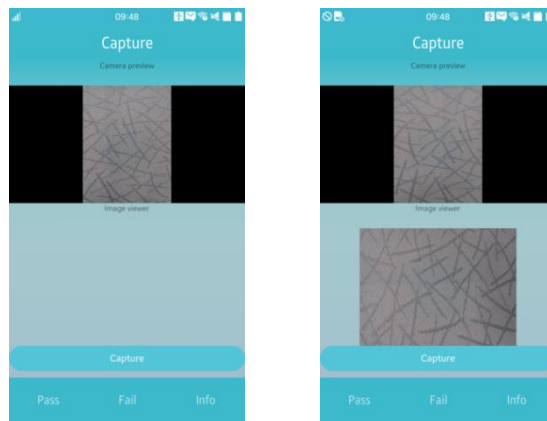 09:48
Capture
Camera preview
Image viewer
Capture
Pass Fail Info
09:48
Capture
Camera preview
Image viewer
Capture
Pass Fail Info